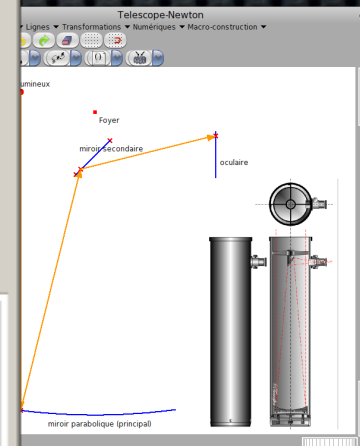 Telescope-Newton
Lignes Transformations Numériques Macro-construction
umineux
Foyer
miroir secondaire
oculaire
miroir parabolique (principal)